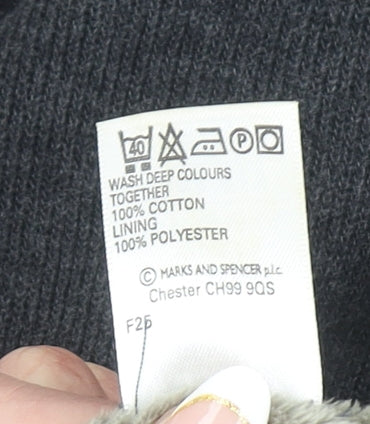 40 P
WASH DEEP COLOURS
TOGETHER
100% COTTON
LINING
100% POLYESTER
© MARKS AND SPENCER p.l.c.
Chester CH99 9QS
F25